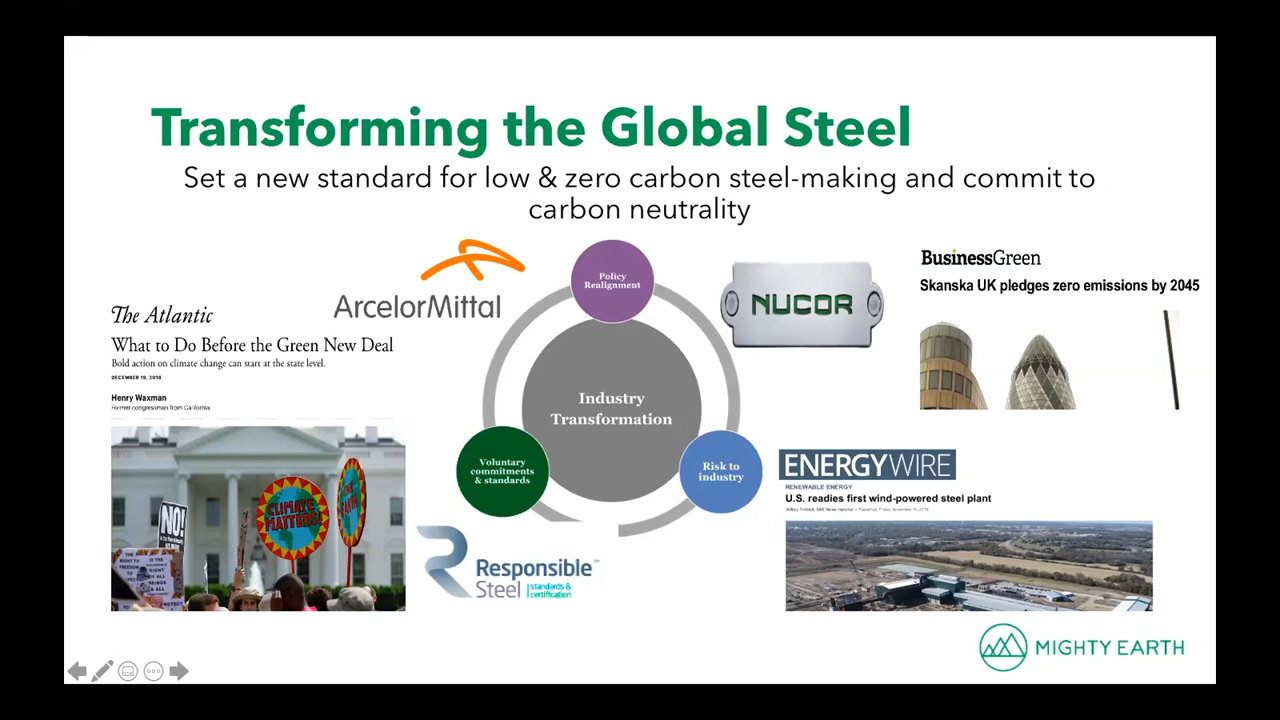 Transforming the Global Steel
Set a new standard for low & zero carbon steel-making and commit to
carbon neutrality
ArcelorMittal
Policy
Realignment
NUCOR
BusinessGreen
Skanska UK pledges zero emissions by 2045
The Atlantic
What to Do Before the Green New Deal
Bold action on climate change can start at the state level.
DECEMBER 19, 2018
Henry Waxman
Former congressman from California
Industry
Transformation
Voluntary
commitments
& standards
Risk to
industry
ENERGYWIRE
RENEWABLE ENERGY
U.S. readies first wind-powered steel plant
NO!
CLIMATE
MATTERS!
Responsible™
Steel
standards &
certification
MIGHTY EARTH